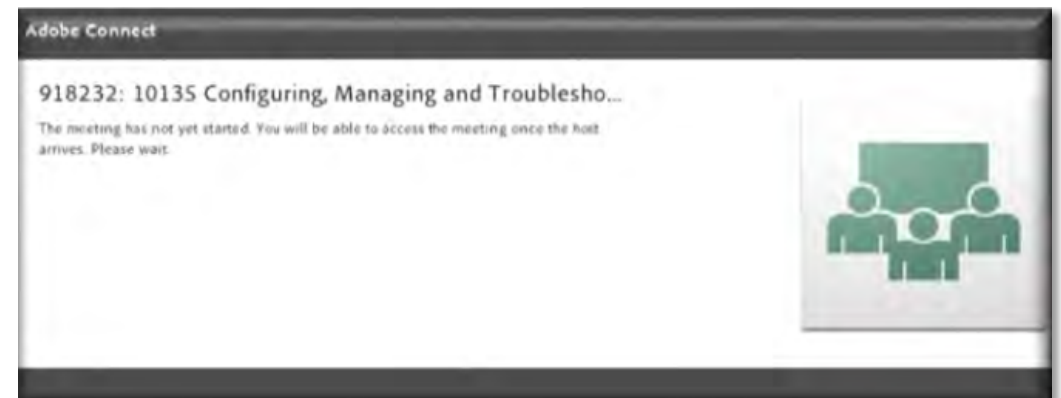 Adobe Connect
918232: 10135 Configuring, Managing and Troublesho...
The meeting has not yet started. You will be able to access the meeting once the host
arrives. Please wait.